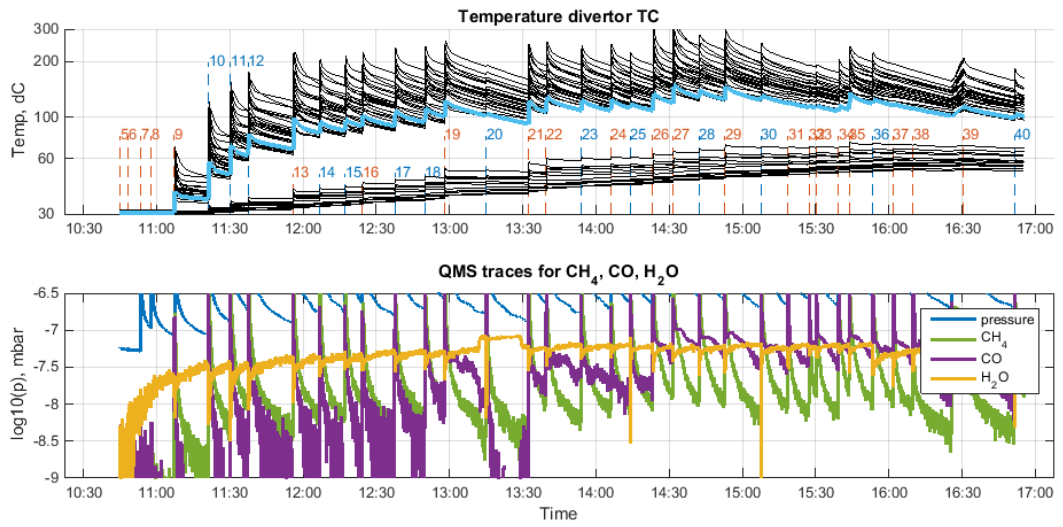 Temperature divertor TC
300
200
100
60
30
Temp, dC
10 11 12
56 7 8 9
13 14 15 16 17 18
19 20 21 22 23 24 25 26 27 28 29 30 31 32 33 34 35 36 37 38 39 40
10:30 11:00 11:30 12:00 12:30 13:00 13:30 14:00 14:30 15:00 15:30 16:00 16:30 17:00
QMS traces for CH₄, CO, H₂O
-6.5
-7
-7.5
-8
-8.5
-9
log10(p), mbar
pressure
CH₄
CO
H₂O
10:30 11:00 11:30 12:00 12:30 13:00 13:30 14:00 14:30 15:00 15:30 16:00 16:30 17:00
Time